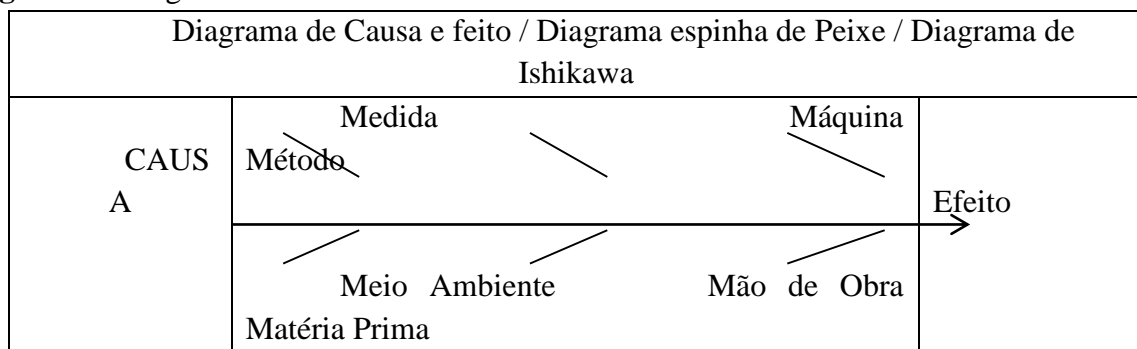 Diagrama de Causa e feito / Diagrama espinha de Peixe / Diagrama de
Ishikawa
CAUS
A
Medida Máquina
Método
Efeito
Meio Ambiente Mão de Obra
Matéria Prima